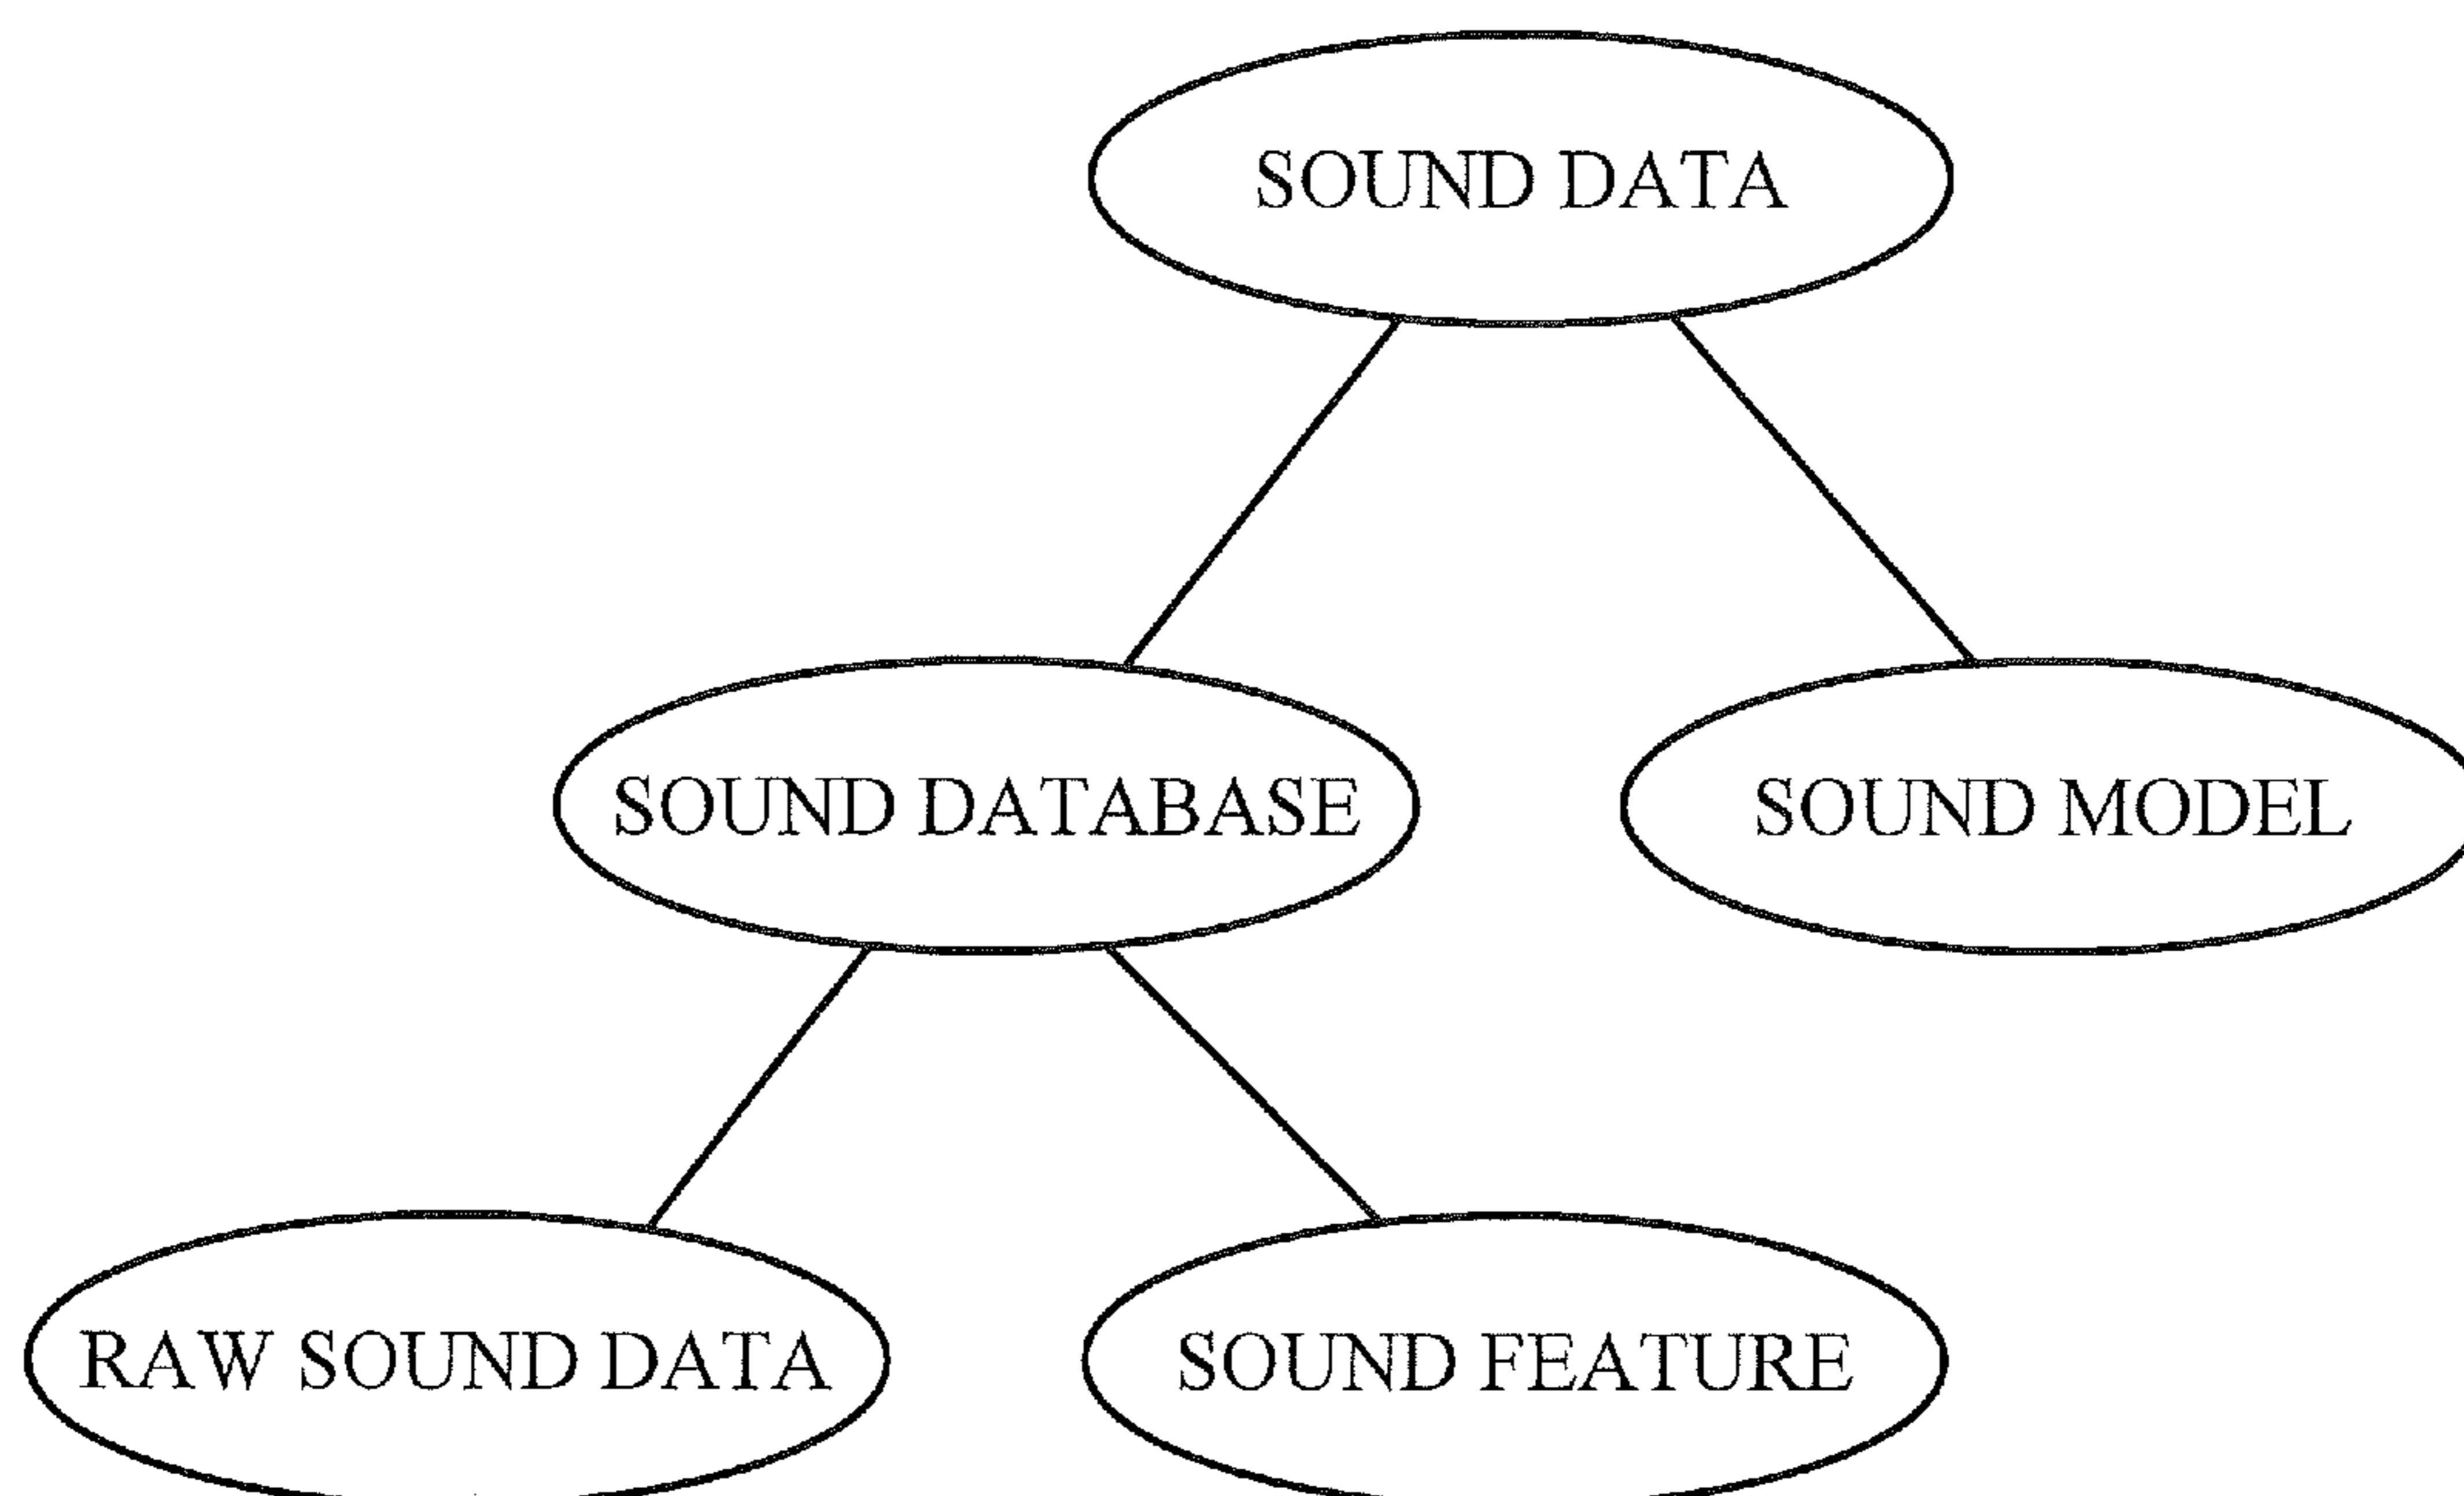 SOUND DATA
SOUND DATABASE
SOUND MODEL
RAW SOUND DATA
SOUND FEATURE